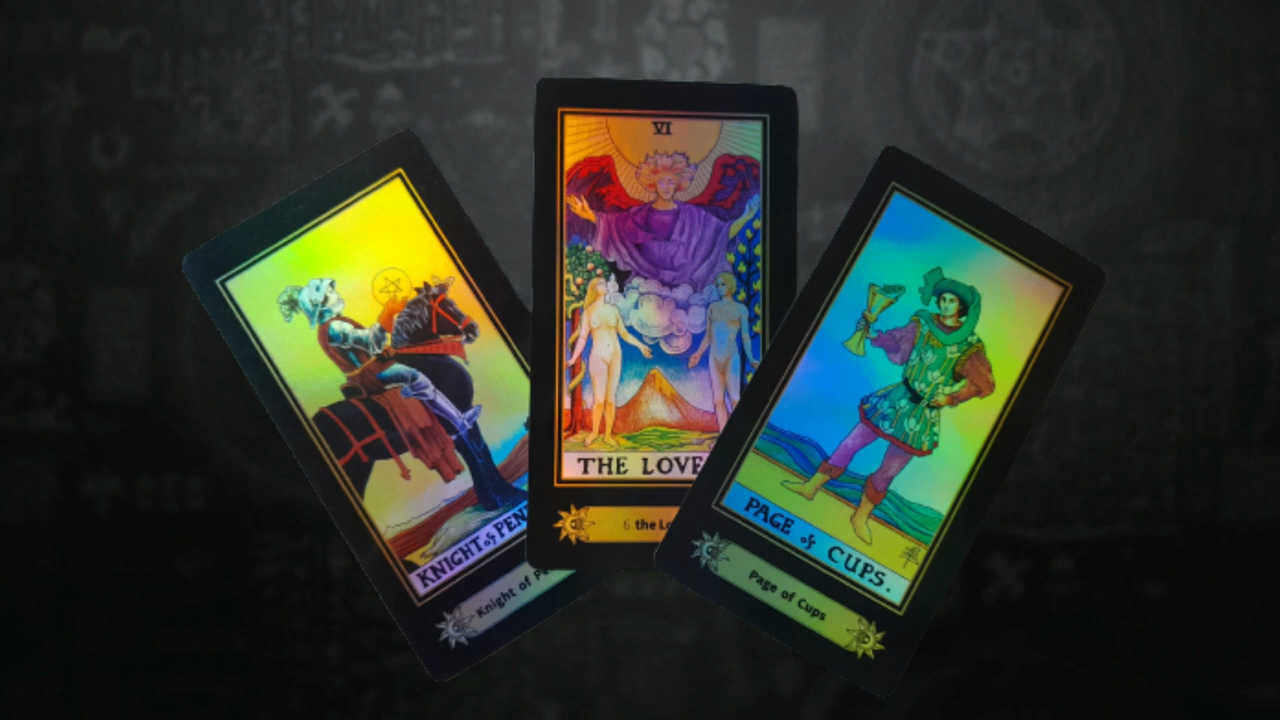 KNIGHT of PEN
Knight of Pe
VI
THE LOVE
6 the Lo
PAGE of CUPS.
Page of Cups